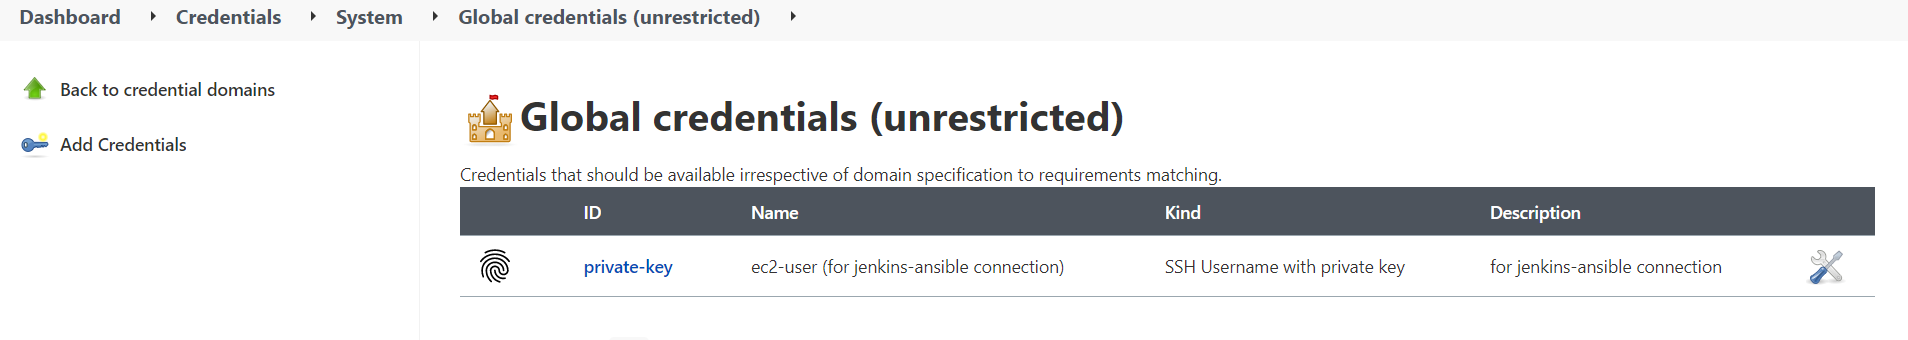 Dashboard Credentials System Global credentials (unrestricted)
Back to credential domains
Add Credentials
Global credentials (unrestricted)
Credentials that should be available irrespective of domain specification to requirements matching.
ID Name Kind Description
private-key ec2-user (for jenkins-ansible connection) SSH Username with private key for jenkins-ansible connection